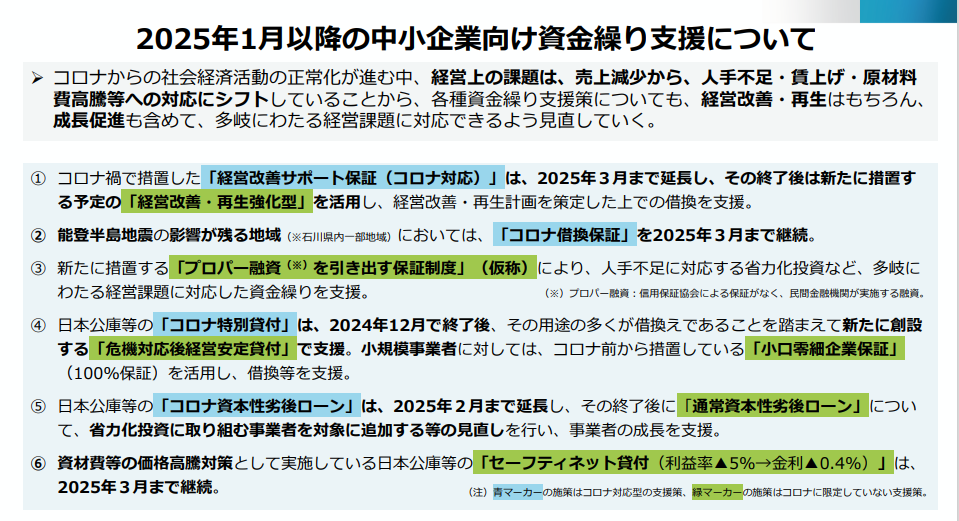 2025年1月以降の中小企業向け資金繰り支援について
➢ コロナからの社会経済活動の正常化が進む中、経営上の課題は、売上減少から、人手不足・賃上げ・原材料
費高騰等への対応にシフトしていることから、各種資金繰り支援策についても、経営改善・再生はもちろん、
成長促進も含めて、多岐にわたる経営課題に対応できるよう見直していく。
① コロナ禍で措置した「経営改善サポート保証（コロナ対応）」は、2025年３月まで延長し、その終了後は新たに措置す
る予定の「経営改善・再生強化型」を活用し、経営改善・再生計画を策定した上での借換を支援。
② 能登半島地震の影響が残る地域（※石川県内一部地域）においては、「コロナ借換保証」を2025年３月まで継続。
③ 新たに措置する「プロパー融資（※）を引き出す保証制度」（仮称）により、人手不足に対応する省力化投資など、多岐に
わたる経営課題に対応した資金繰りを支援。
（※）プロパー融資：信用保証協会による保証がなく、民間金融機関が実施する融資。
④ 日本公庫等の「コロナ特別貸付」は、2024年12月で終了後、その用途の多くが借換えであることを踏まえて新たに創設
する「危機対応後経営安定貸付」で支援。小規模事業者に対しては、コロナ前から措置している「小口零細企業保証」
（100%保証）を活用し、借換等を支援。
⑤ 日本公庫等の「コロナ資本性劣後ローン」は、2025年２月まで延長し、その終了後に「通常資本性劣後ローン」につい
て、省力化投資に取り組む事業者を対象に追加する等の見直しを行い、事業者の成長を支援。
⑥ 資材費等の価格高騰対策として実施している日本公庫等の「セーフティネット貸付（利益率▲5%→金利▲0.4%）」は、
2025年３月まで継続。
（注）青マーカーの施策はコロナ対応型の支援策、緑マーカーの施策はコロナに限定していない支援策。